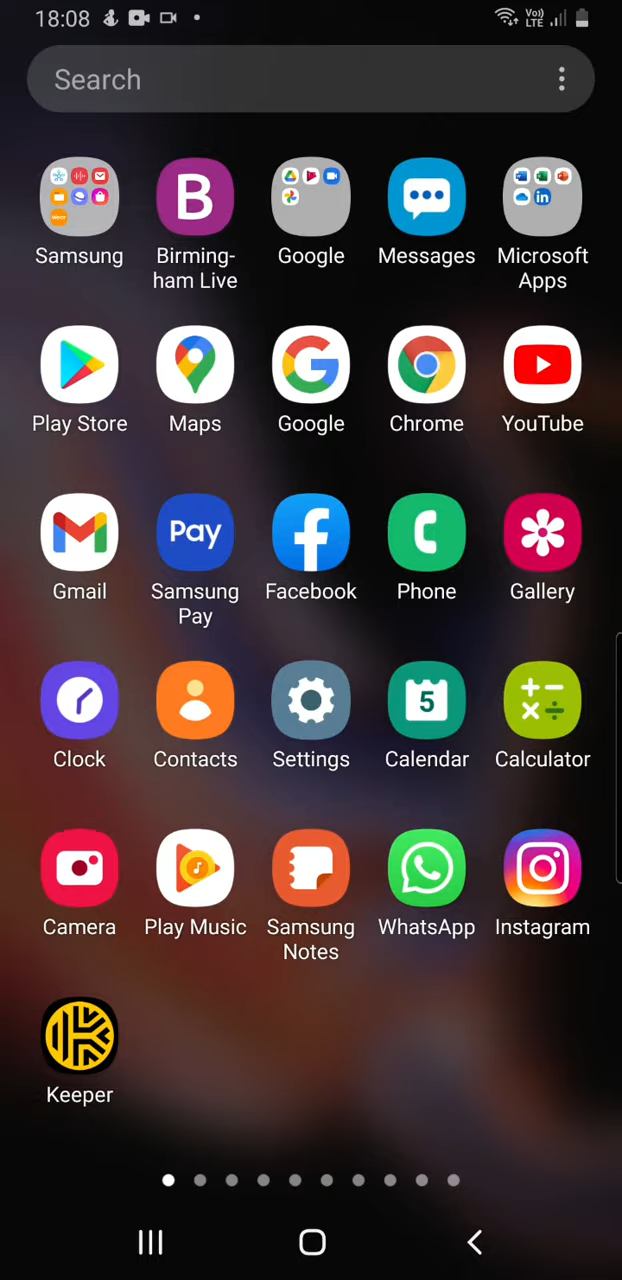 18:08 Vo)) LTE
Search
Samsung
B
Birming-
ham Live
Google
Messages
Microsoft
Apps
Play Store
Maps
Google
Chrome
YouTube
Gmail
Pay
Samsung
Pay
Facebook
Phone
Gallery
Clock
Contacts
Settings
5
Calendar
Calculator
Camera
Play Music
Samsung
Notes
WhatsApp
Instagram
Keeper